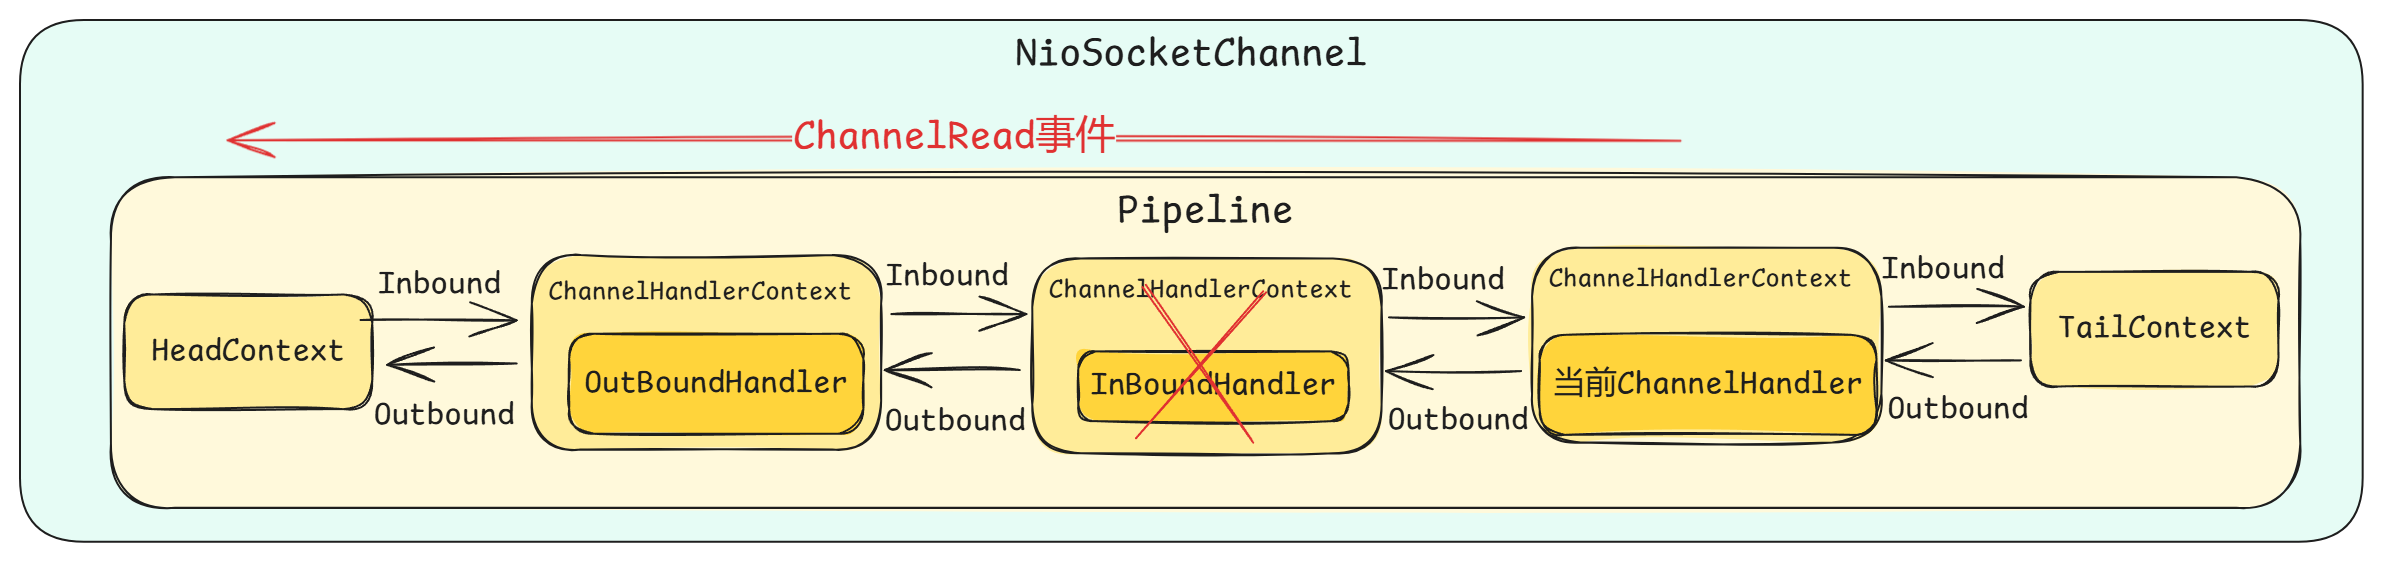 NioSocketChannel
ChannelRead事件
Pipeline
HeadContext
Inbound
Outbound
ChannelHandlerContext
OutBoundHandler
Inbound
Outbound
ChannelHandlerContext
InBoundHandler
Inbound
Outbound
ChannelHandlerContext
当前ChannelHandler
Inbound
Outbound
TailContext